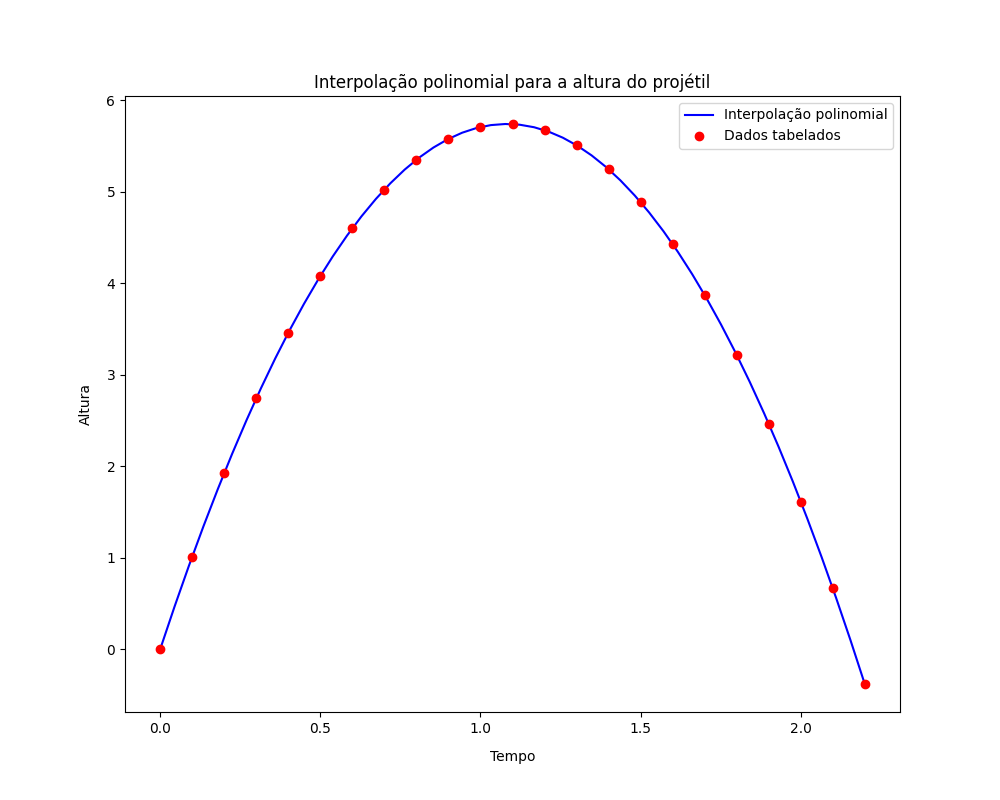 Interpolação polinomial para a altura do projétil
Interpolação polinomial
Dados tabelados
6
5
4
3
2
1
0
Altura
0.0 0.5 1.0 1.5 2.0
Tempo